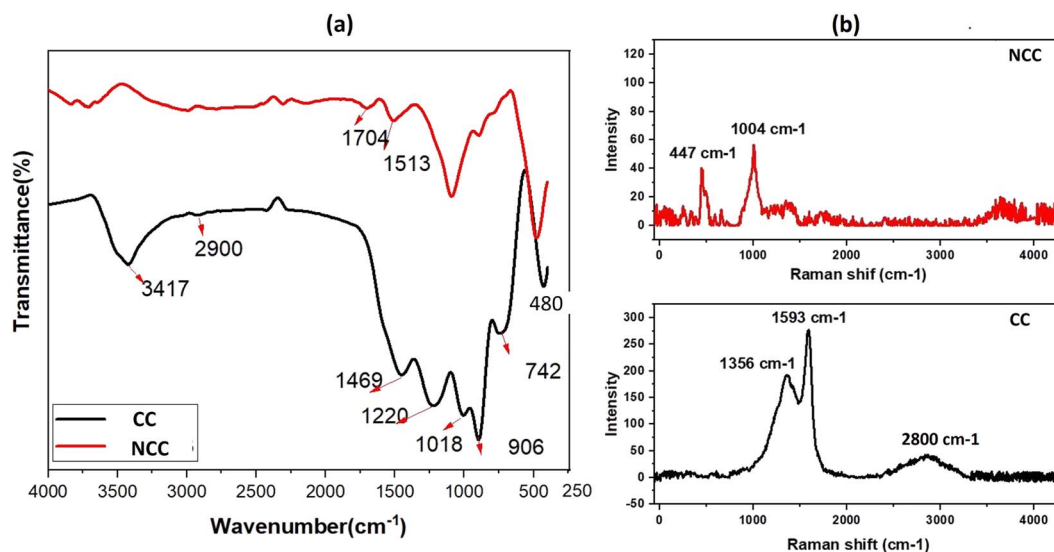 (a)
Transmittance(%)
1704
1513
2900
3417
480
742
1469
1220
1018
906
CC
NCC
4000 3500 3000 2500 2000 1500 1000 500 250
Wavenumber(cm-1)
(b)
NCC
Intensity
120
100
80
60
40
20
0
1004 cm-1
447 cm-1
0 1000 2000 3000 4000
Raman shif (cm-1)
CC
Intensity
300
250
200
150
100
50
0
1593 cm-1
1356 cm-1
2800 cm-1
0 1000 2000 3000 4000
Raman shift (cm-1)